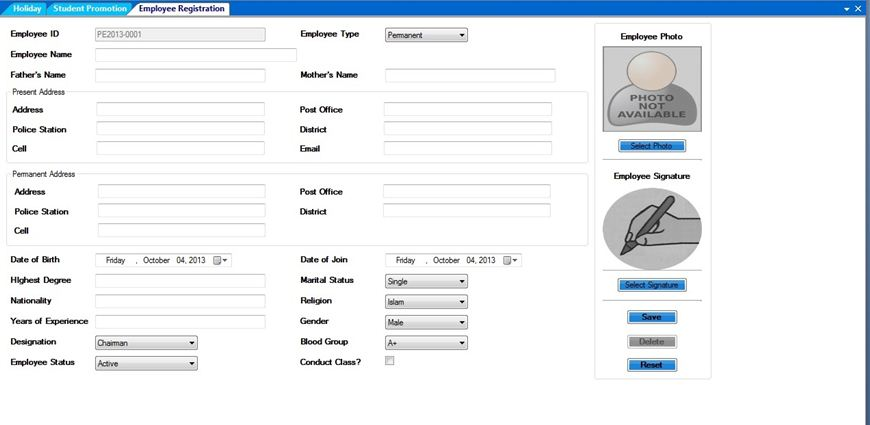 Holiday Student Promotion Employee Registration
Employee ID PE2013-0001 Employee Type Permanent
Employee Name
Father's Name Mother's Name
Present Address
Address Post Office
Police Station District
Cell Email
Permanent Address
Address Post Office
Police Station District
Cell
Date of Birth Friday , October 04, 2013 Date of Join Friday , October 04, 2013
HIghest Degree Marital Status Single
Nationality Religion Islam
Years of Experience Gender Male
Designation Chairman Blood Group A+
Employee Status Active Conduct Class?
Employee Photo
PHOTO
NOT
AVAILABLE
Select Photo
Employee Signature
Select Signature
Save
Delete
Reset